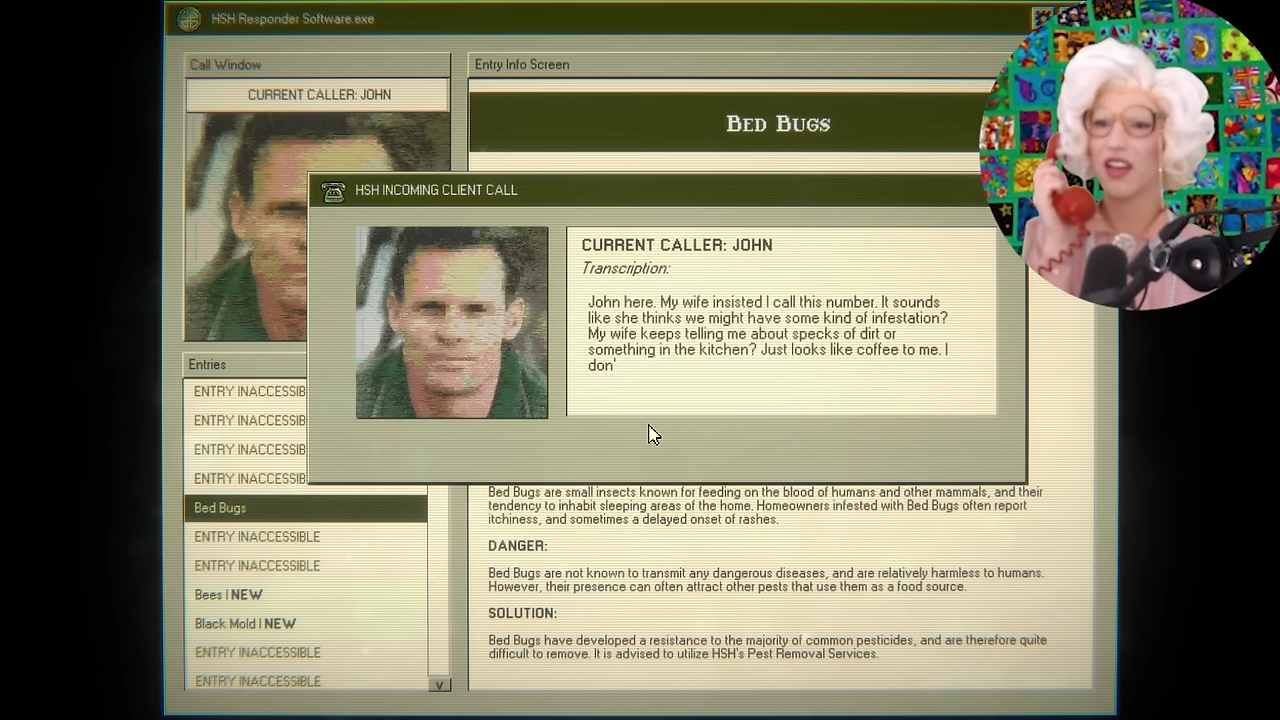 HSH Responder Software.exe
Call Window
CURRENT CALLER: JOHN
Entry Info Screen
Bed Bugs
HSH INCOMING CLIENT CALL
CURRENT CALLER: JOHN
Transcription:
John here. My wife insisted I call this number. It sounds
like she thinks we might have some kind of infestation?
My wife keeps telling me about specks of dirt or
something in the kitchen? Just looks like coffee to me. I
don'
Entries
ENTRY INACCESSIB
ENTRY INACCESSIB
ENTRY INACCESSIB
ENTRY INACCESSIB
Bed Bugs
ENTRY INACCESSIBLE
ENTRY INACCESSIBLE
Bees | NEW
Black Mold | NEW
ENTRY INACCESSIBLE
ENTRY INACCESSIBLE
V
Bed Bugs are small insects known for feeding on the blood of humans and other mammals, and their
tendency to inhabit sleeping areas of the home. Homeowners infested with Bed Bugs often report
itchiness, and sometimes a delayed onset of rashes.
DANGER:
Bed Bugs are not known to transmit any dangerous diseases, and are relatively harmless to humans.
However, their presence can often attract other pests that use them as a food source.
SOLUTION:
Bed Bugs have developed a resistance to the majority of common pesticides, and are therefore quite
difficult to remove. It is advised to utilize HSH's Pest Removal Services.